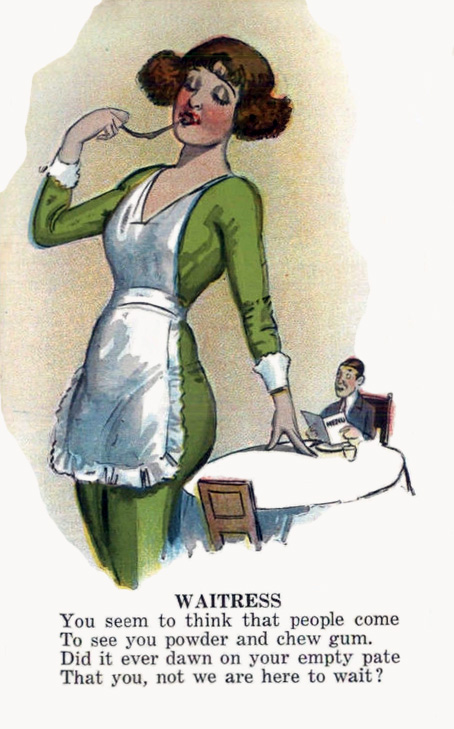 MENU
WAITRESS
You seem to think that people come
To see you powder and chew gum.
Did it ever dawn on your empty pate
That you, not we are here to wait?